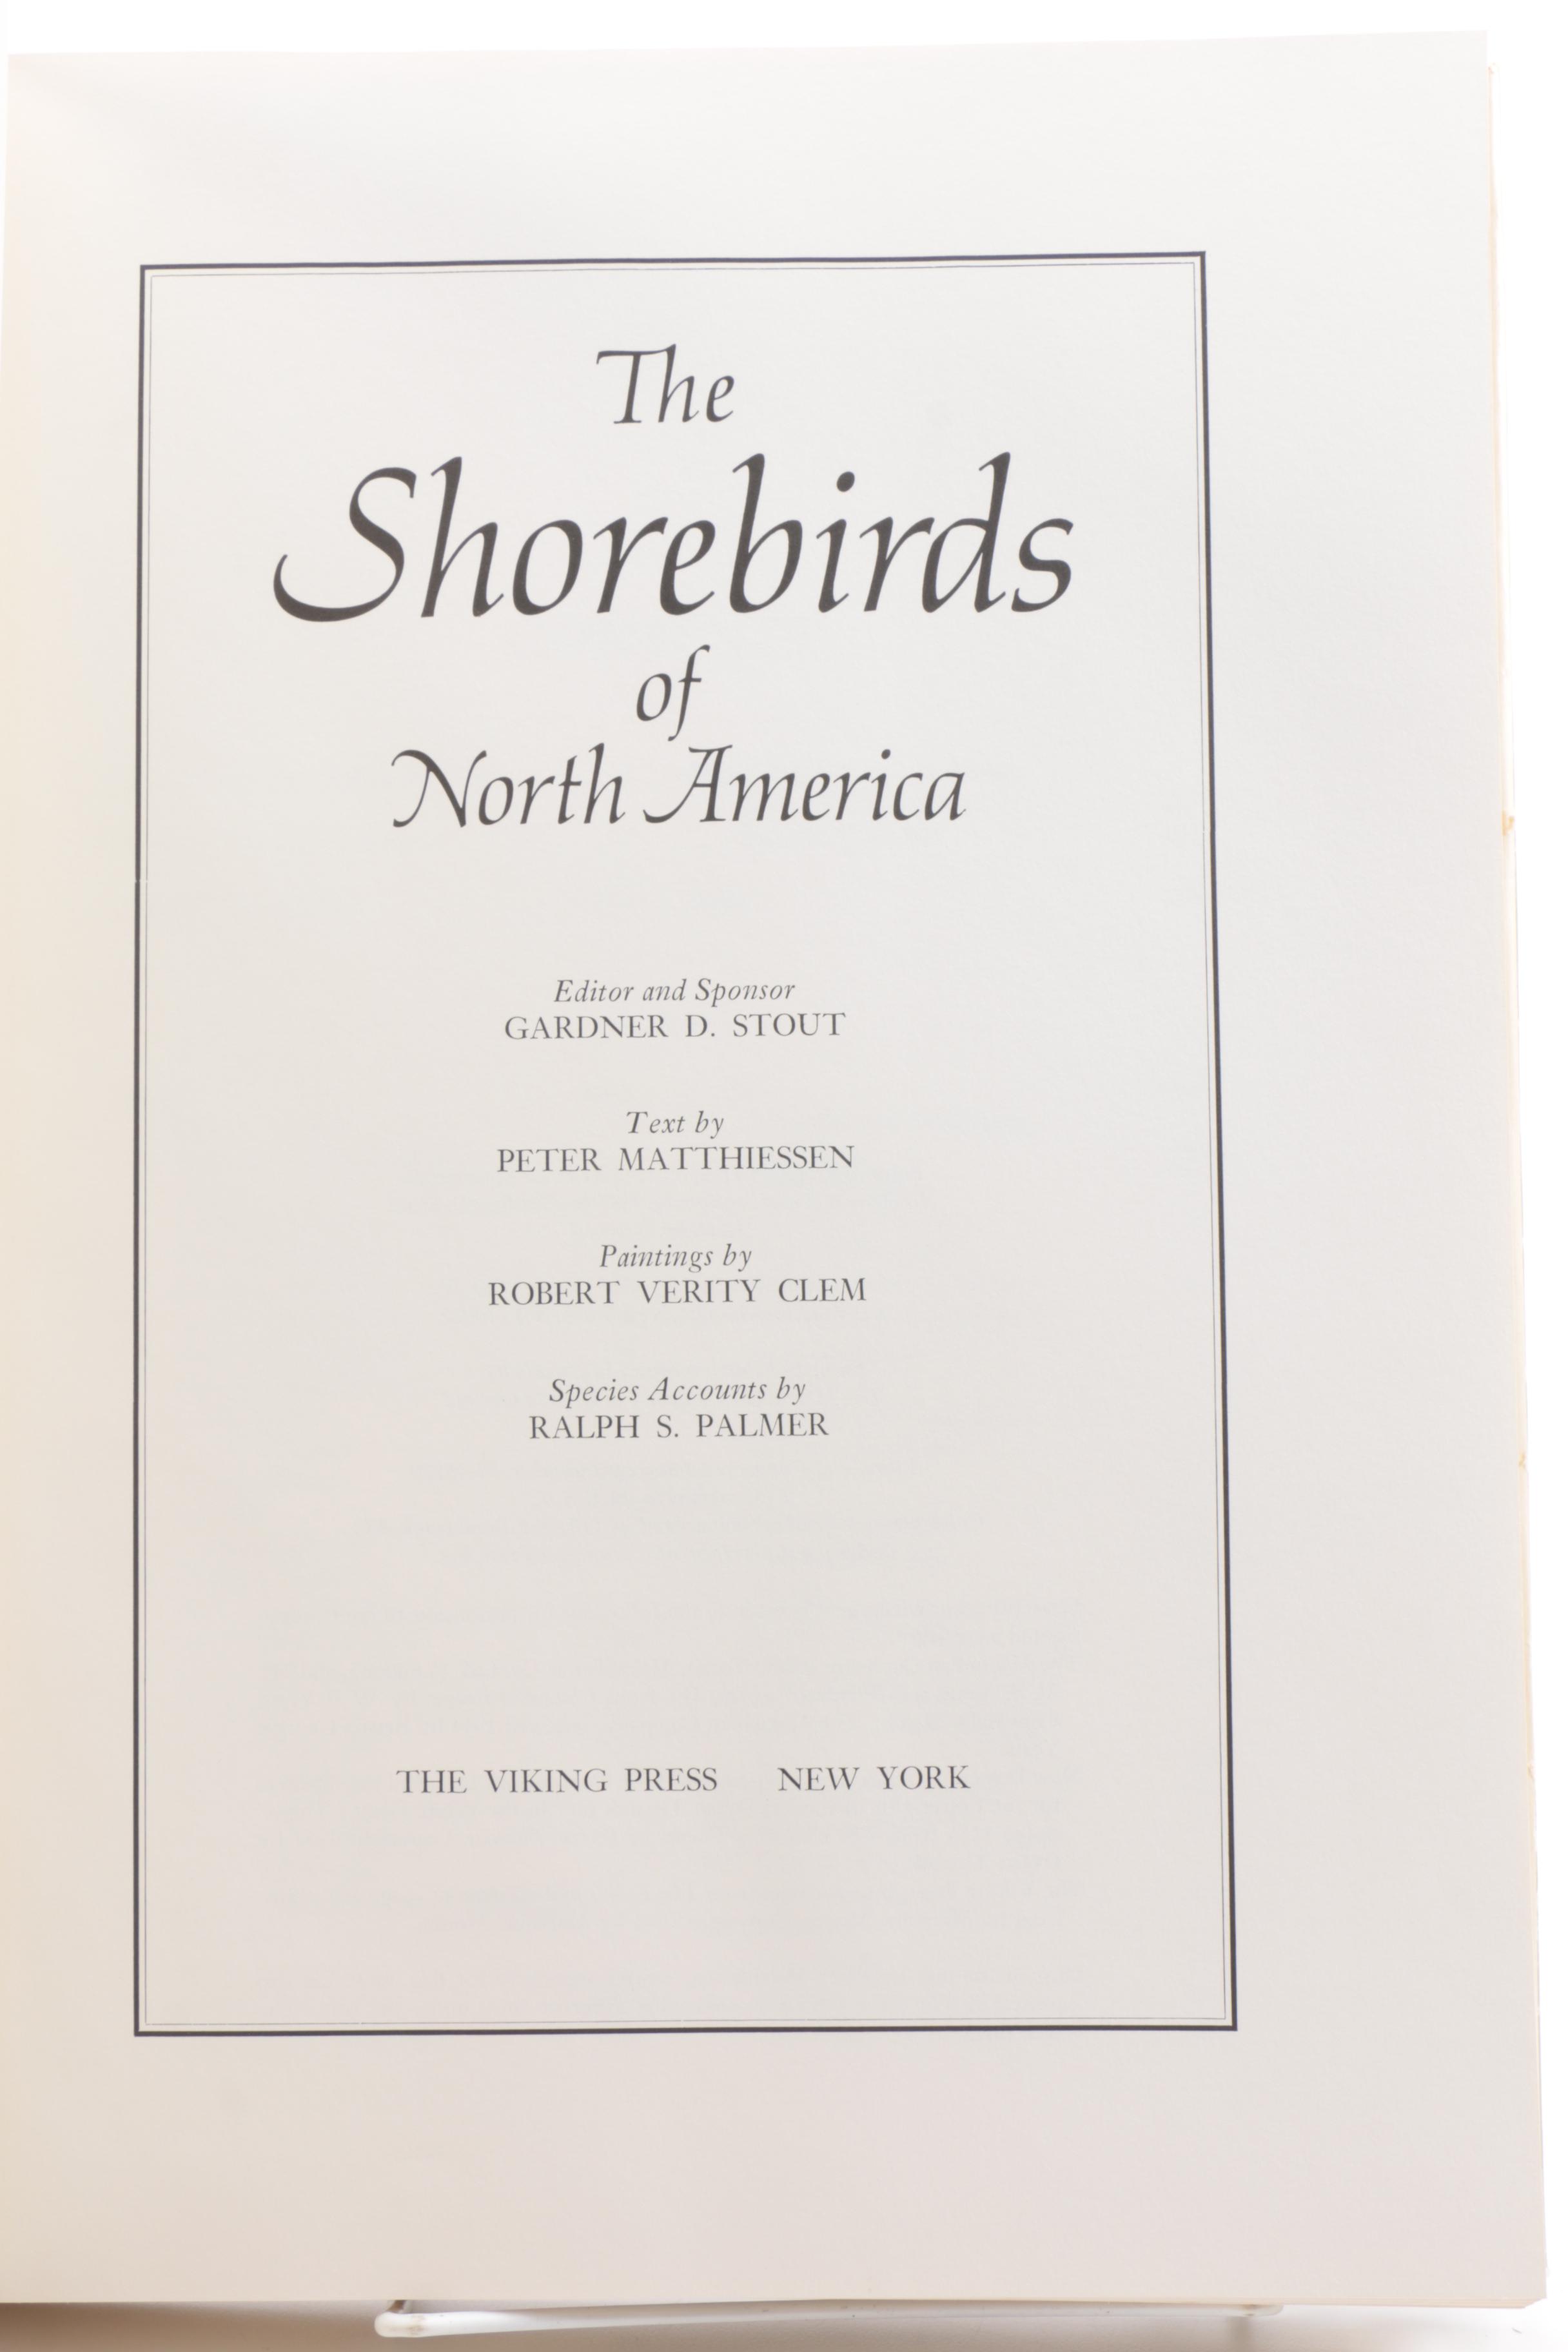 The
Shorebirds
of
North America
Editor and Sponsor
GARDNER D. STOUT
Text by
PETER MATTHIESSEN
Paintings by
ROBERT VERITY CLEM
Species Accounts by
RALPH S. PALMER
THE VIKING PRESS NEW YORK